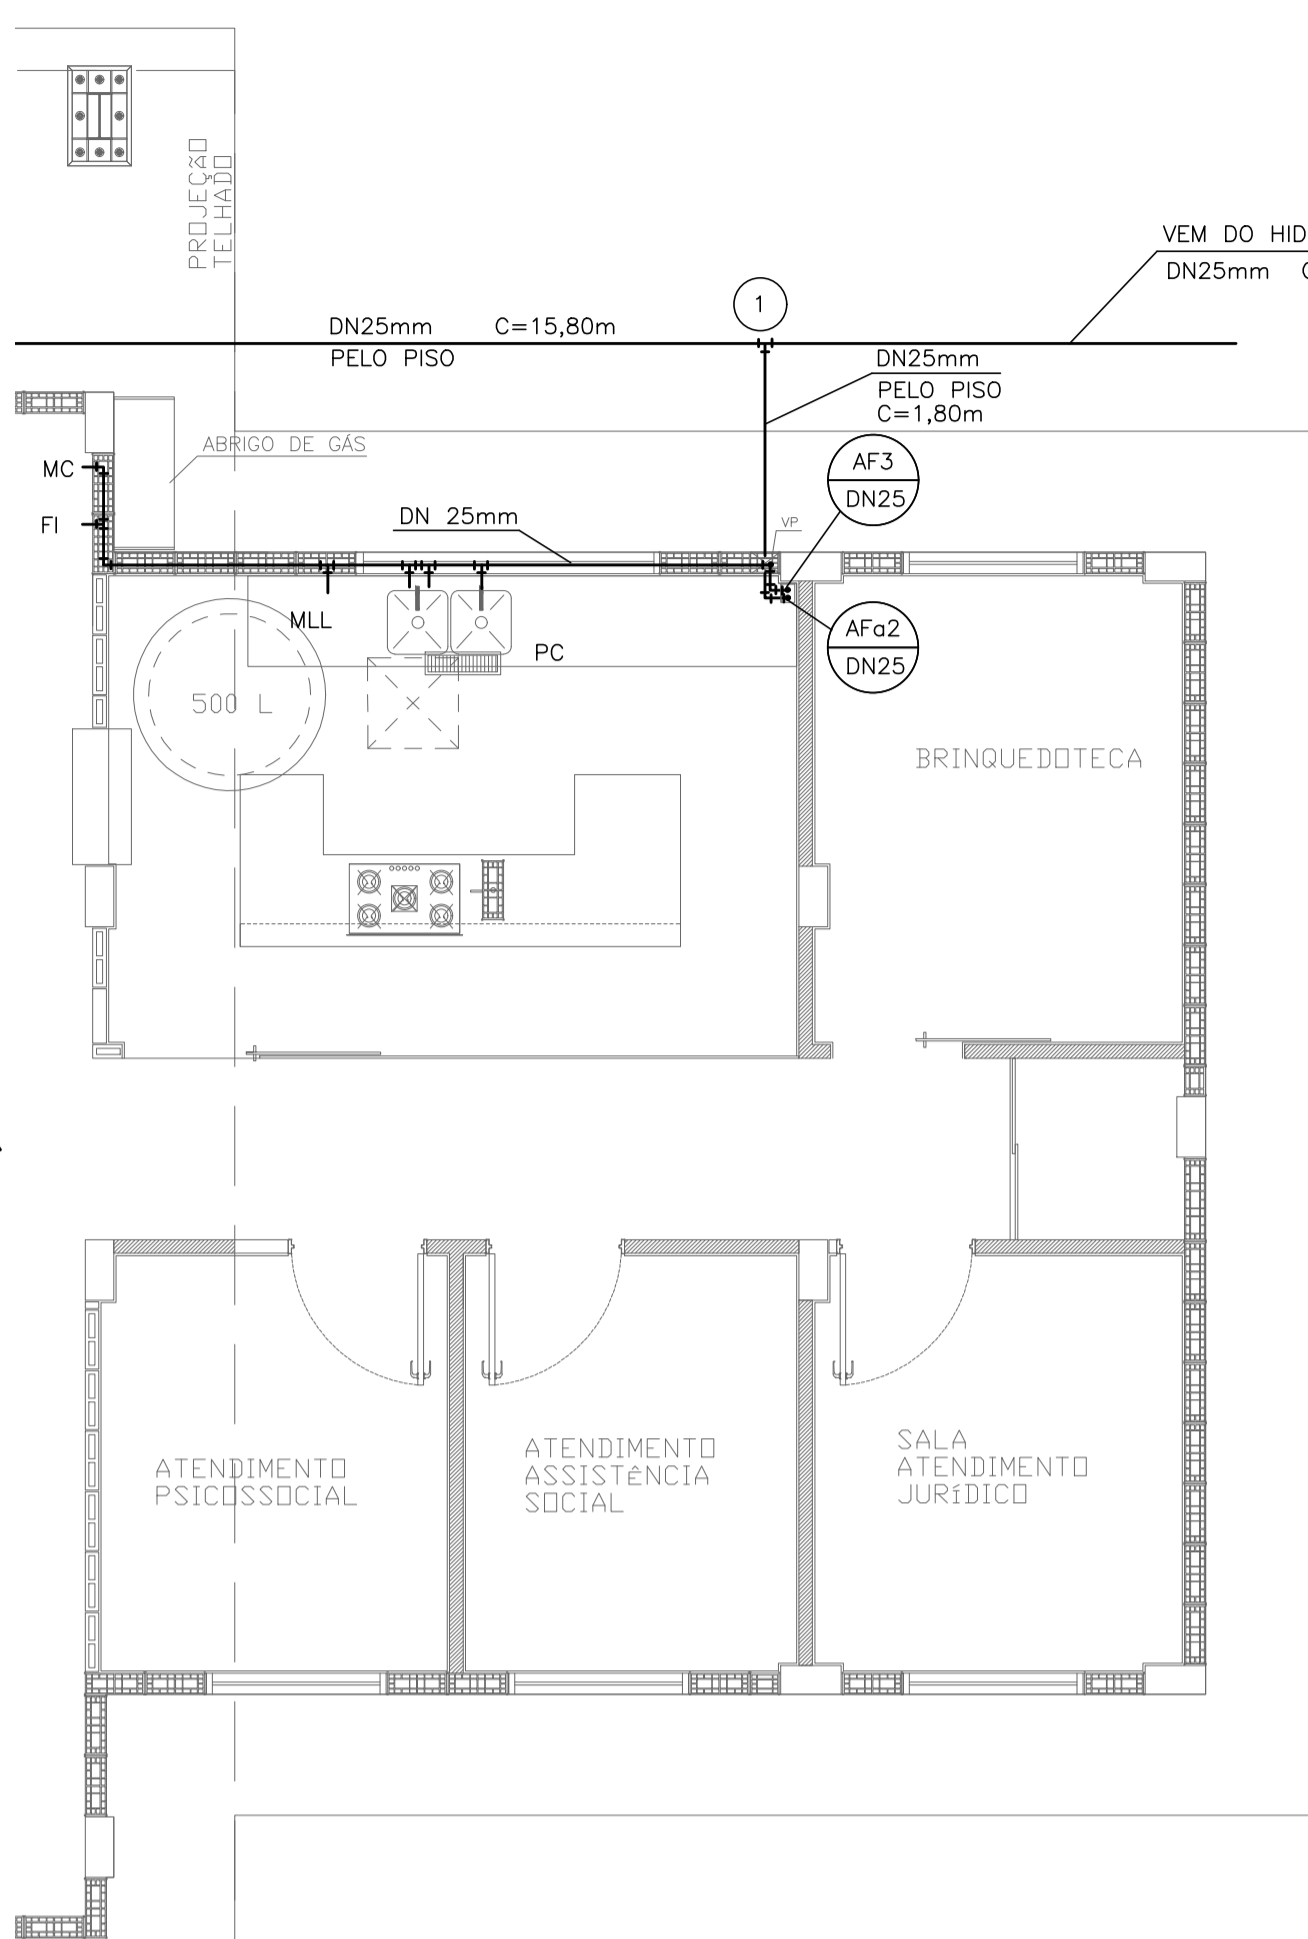 PROJEÇÃO
TELHADO
VEM DO HID
DN25mm
1
DN25mm C=15,80m
PELO PISO
DN25mm
PELO PISO
C=1,80m
ABRIGO DE GÁS
MC
AF3
DN25
FI
DN 25mm
VP
MLL
AFa2
DN25
PC
500 L
BRINQUEDOTECA
ATENDIMENTO
PSICOSSOCIAL
ATENDIMENTO
ASSISTÊNCIA
SOCIAL
SALA
ATENDIMENTO
JURÍDICO